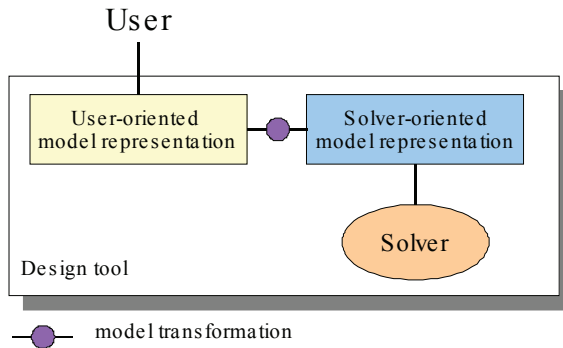 User
User-oriented
model representation
Solver-oriented
model representation
Solver
Design tool
model transformation